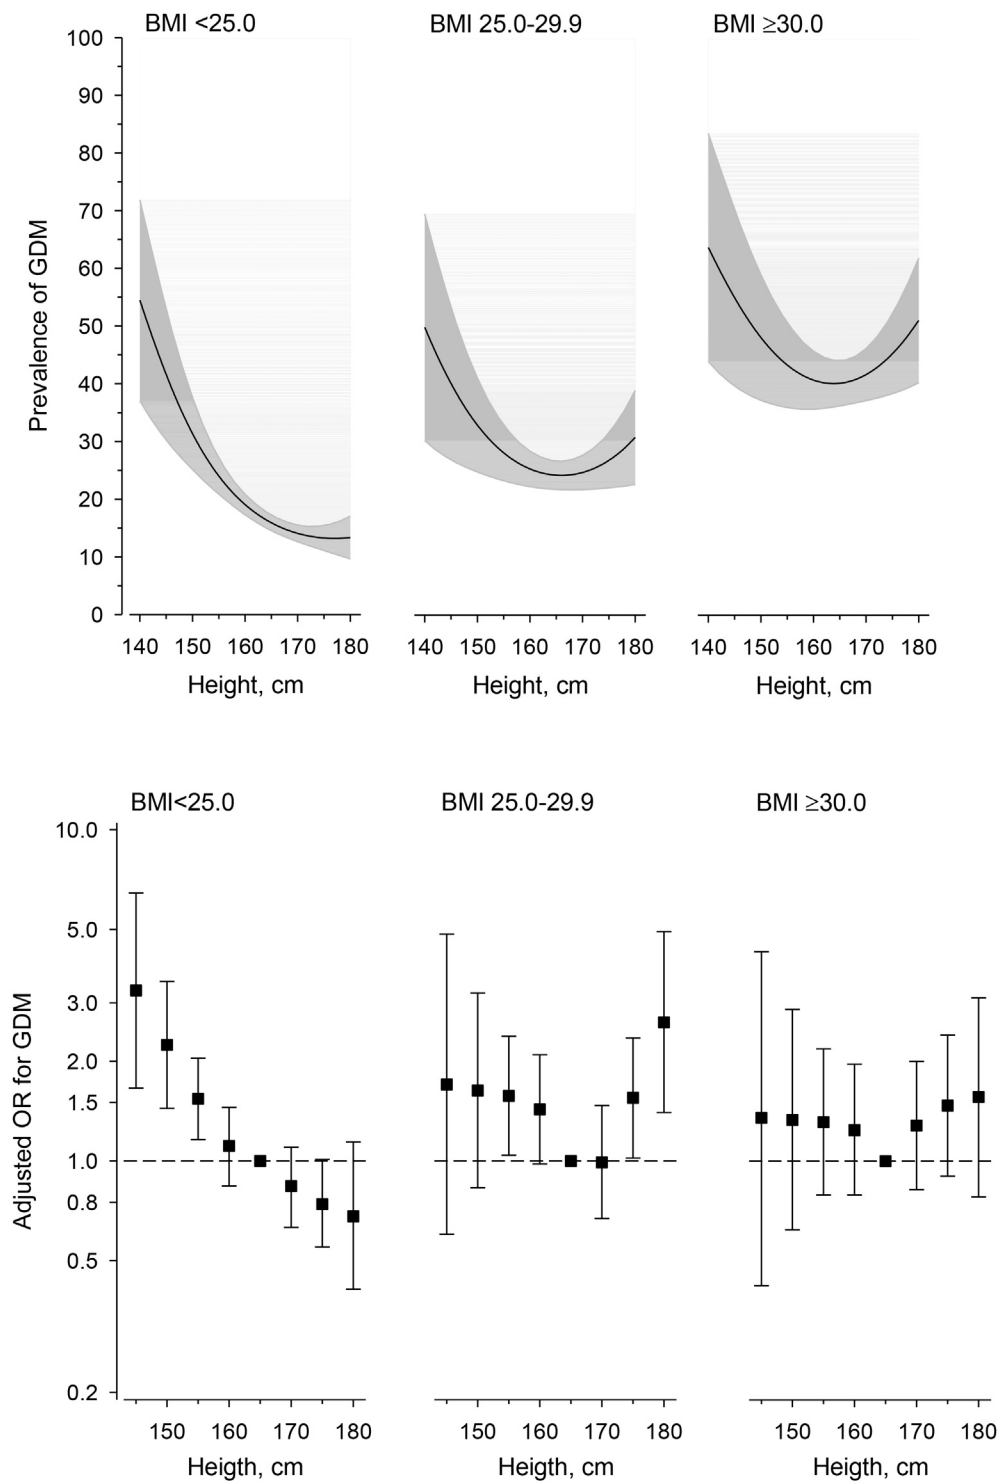 BMI <25.0 BMI 25.0-29.9 BMI ≥30.0
100
90
80
70
60
50
40
30
20
10
0
Prevalence of GDM
140 150 160 170 180 140 150 160 170 180 140 150 160 170 180
Height, cm Height, cm Height, cm
BMI<25.0 BMI 25.0-29.9 BMI ≥30.0
10.0
5.0
3.0
2.0
1.5
1.0
0.8
0.5
0.2
Adjusted OR for GDM
150 160 170 180 150 160 170 180 150 160 170 180
Heigth, cm Heigth, cm Heigth, cm